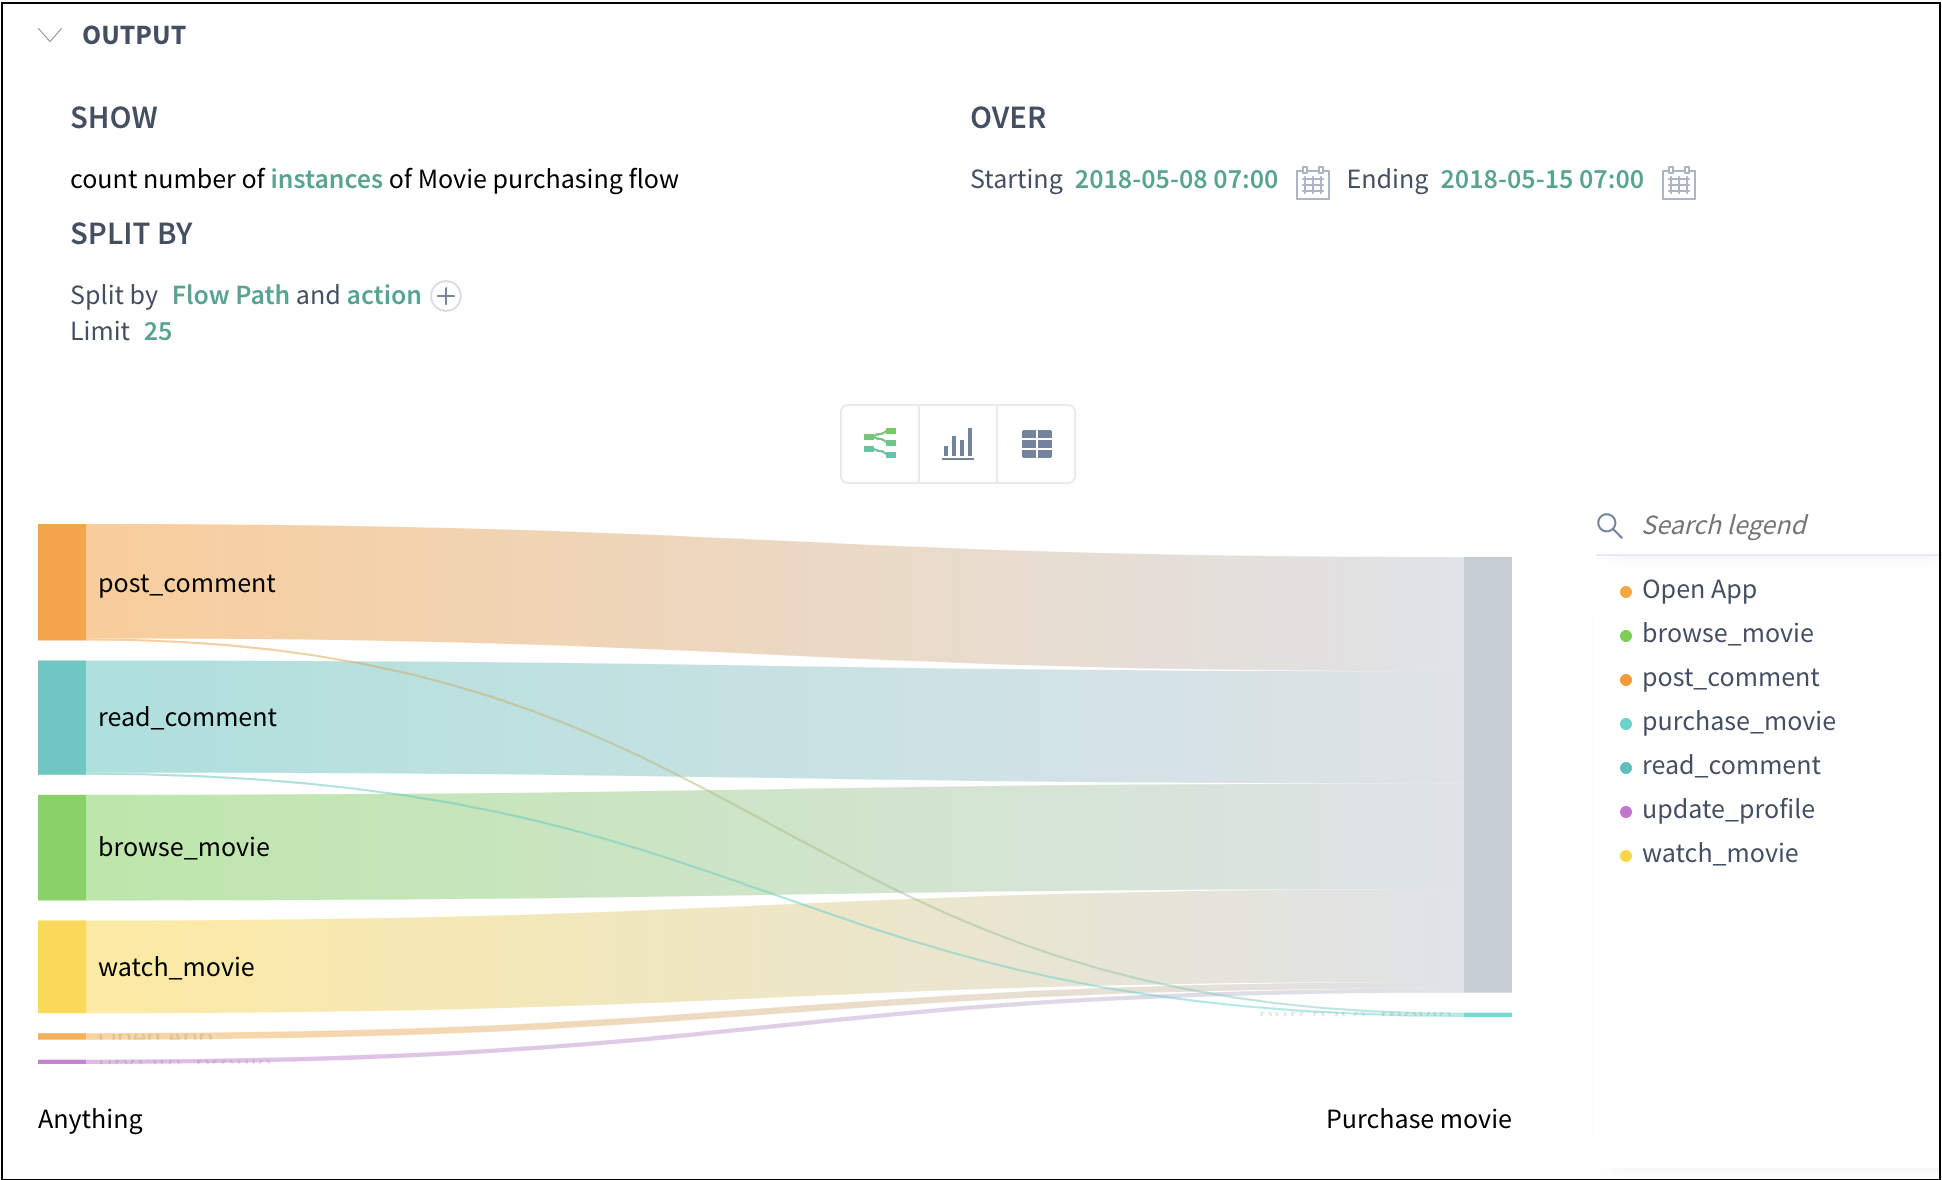 OUTPUT
SHOW
count number of instances of Movie purchasing flow
OVER
Starting 2018-05-08 07:00 Ending 2018-05-15 07:00
SPLIT BY
Split by Flow Path and action
Limit 25
Search legend
Open App
browse_movie
post_comment
purchase_movie
read_comment
update_profile
watch_movie
post_comment
read_comment
browse_movie
watch_movie
Anything
Purchase movie